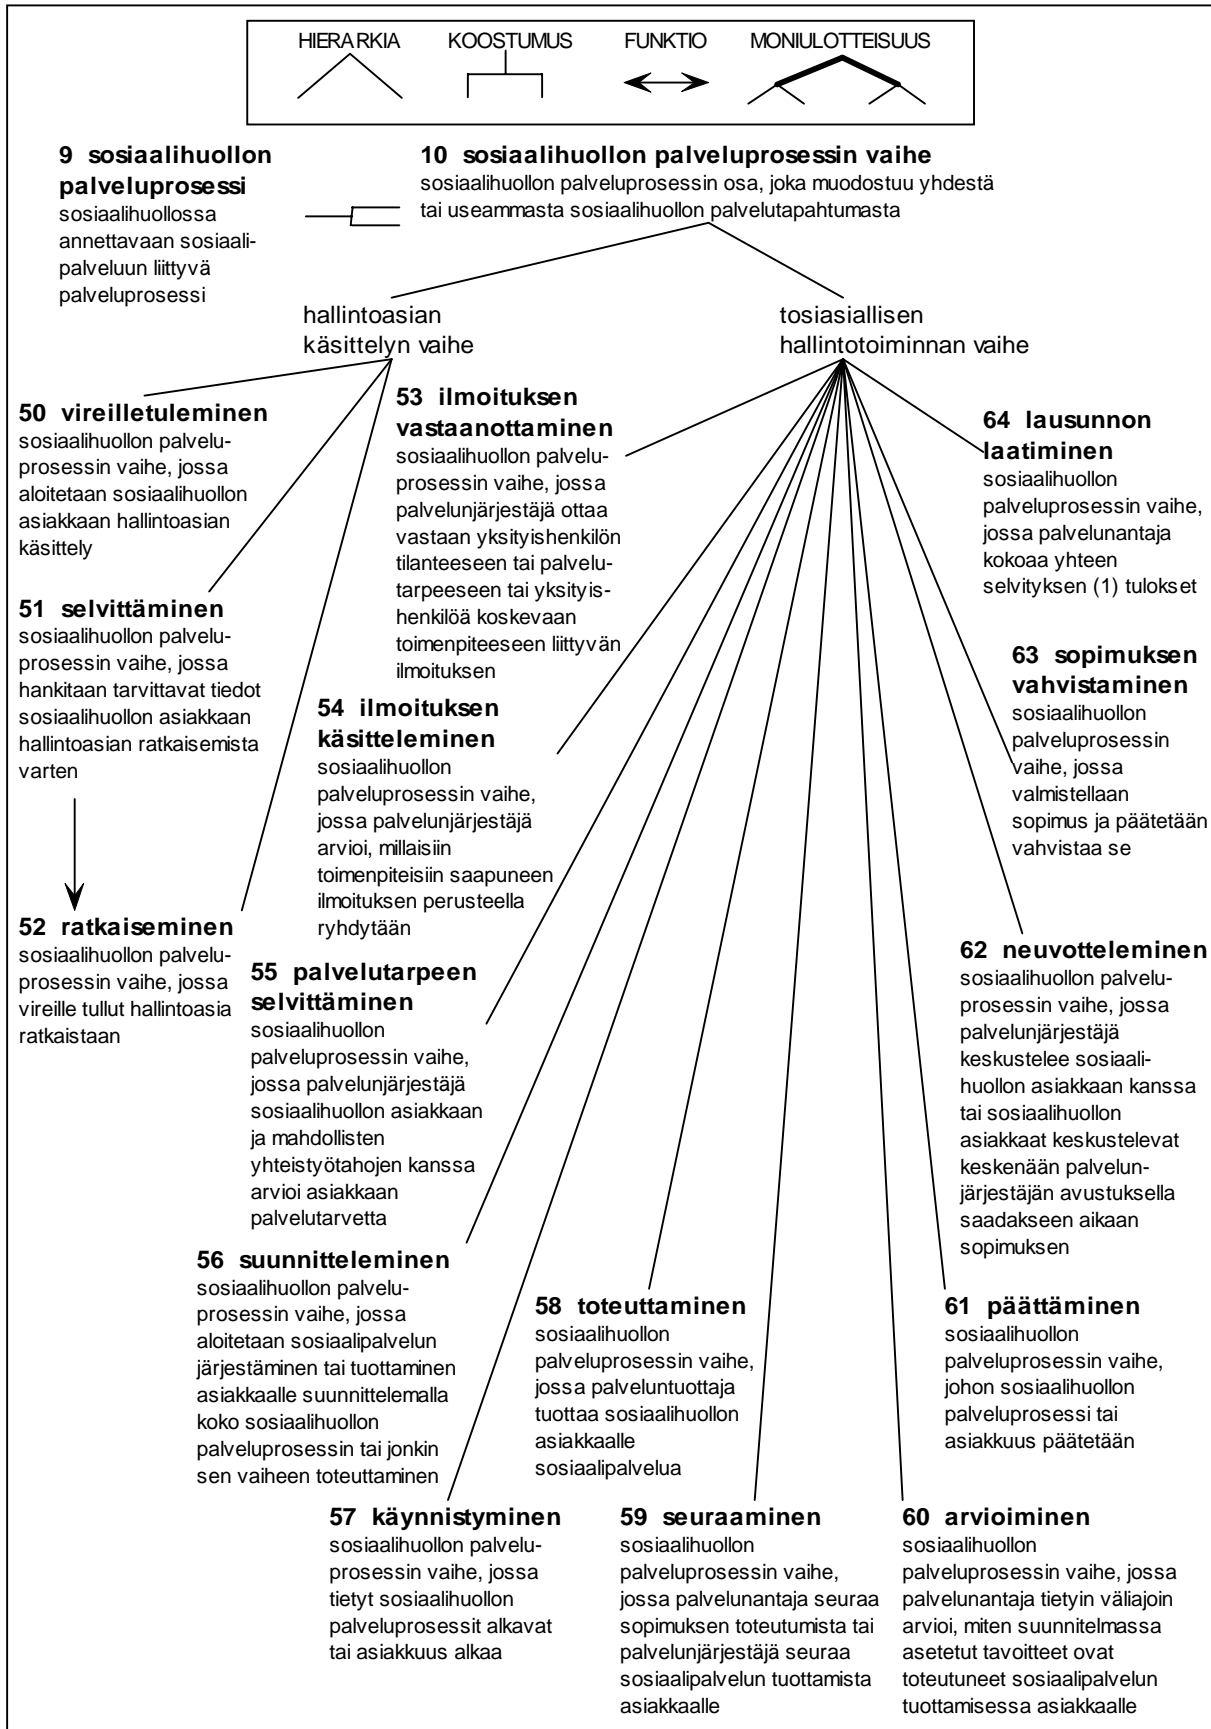 HIERARKIA KOOSTUMUS FUNKTIO MONIULOTTEISUUS
9 sosiaalihuollon
palveluprosessi
sosiaalihuollossa
annettavaan sosiaali-
palveluun liittyvä
palveluprosessi
10 sosiaalihuollon palveluprosessin vaihe
sosiaalihuollon palveluprosessin osa, joka muodostuu yhdestä
tai useammasta sosiaalihuollon palvelutapahtumasta
hallintoasian
käsittelyn vaihe
tosiasiallisen
hallintotoiminnan vaihe
50 vireilletuleminen
sosiaalihuollon palvelu-
prosessin vaihe, jossa
aloitetaan sosiaalihuollon
asiakkaan hallintoasian
käsittely
51 selvittäminen
sosiaalihuollon palvelu-
prosessin vaihe, jossa
hankitaan tarvittavat tiedot
sosiaalihuollon asiakkaan
hallintoasian ratkaisemista
varten
52 ratkaiseminen
sosiaalihuollon palvelu-
prosessin vaihe, jossa
vireille tullut hallintoasia
ratkaistaan
53 ilmoituksen
vastaanottaminen
sosiaalihuollon palvelu-
prosessin vaihe, jossa
palvelunjärjestäjä ottaa
vastaan yksityishenkilön
tilanteeseen tai palvelu-
tarpeeseen tai yksityis-
henkilöä koskevaan
toimenpiteeseen liittyvän
ilmoituksen
54 ilmoituksen
käsitteleminen
sosiaalihuollon
palveluprosessin vaihe,
jossa palvelunjärjestäjä
arvioi, millaisiin
toimenpiteisiin saapuneen
ilmoituksen perusteella
ryhdytään
55 palvelutarpeen
selvittäminen
sosiaalihuollon
palveluprosessin vaihe,
jossa palvelunjärjestäjä
sosiaalihuollon asiakkaan
ja mahdollisten
yhteistyötahojen kanssa
arvioi asiakkaan
palvelutarvetta
56 suunnitteleminen
sosiaalihuollon palvelu-
prosessin vaihe, jossa
aloitetaan sosiaalipalvelun
järjestäminen tai tuottaminen
asiakkaalle suunnittelemalla
koko sosiaalihuollon
palveluprosessin tai jonkin
sen vaiheen toteuttaminen
57 käynnistyminen
sosiaalihuollon palvelu-
prosessin vaihe, jossa
tietyt sosiaalihuollon
palveluprosessit alkavat
tai asiakkuus alkaa
58 toteuttaminen
sosiaalihuollon
palveluprosessin vaihe,
jossa palveluntuottaja
tuottaa sosiaalihuollon
asiakkaalle
sosiaalipalvelua
59 seuraaminen
sosiaalihuollon
palveluprosessin vaihe,
jossa palvelunantaja seuraa
sopimuksen toteutumista tai
palvelunjärjestäjä seuraa
sosiaalipalvelun tuottamista
asiakkaalle
60 arvioiminen
sosiaalihuollon
palveluprosessin vaihe, jossa
palvelunantaja tietyin väliajoin
arvioi, miten suunnitelmassa
asetetut tavoitteet ovat
toteutuneet sosiaalipalvelun
tuottamisessa asiakkaalle
61 päättäminen
sosiaalihuollon
palveluprosessin vaihe,
johon sosiaalihuollon
palveluprosessi tai
asiakkuus päätetään
62 neuvotteleminen
sosiaalihuollon palvelu-
prosessin vaihe, jossa
palvelunjärjestäjä
keskustelee sosiaali-
huollon asiakkaan kanssa
tai sosiaalihuollon
asiakkaat keskustelevat
keskenään palvelun-
järjestäjän avustuksella
saadakseen aikaan
sopimuksen
63 sopimuksen
vahvistaminen
sosiaalihuollon
palveluprosessin
vaihe, jossa
valmistellaan
sopimus ja päätetään
vahvistaa se
64 lausunnon
laatiminen
sosiaalihuollon
palveluprosessin vaihe,
jossa palvelunantaja
kokoaa yhteen
selvityksen (1) tulokset